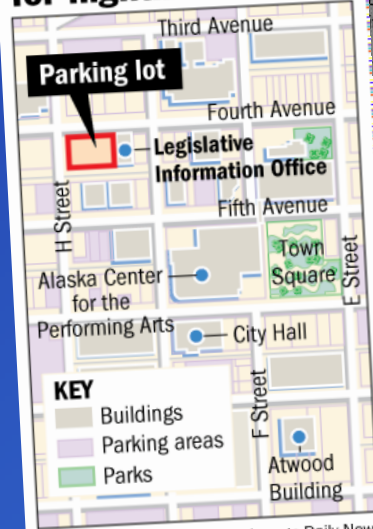 Third Avenue
Parking lot
Fourth Avenue
Legislative
Information Office
Fifth Avenue
H Street
Town
Square
E Street
Alaska Center
for the
Performing Arts
City Hall
KEY
Buildings
Parking areas
Parks
F Street
Atwood
Building
Daily